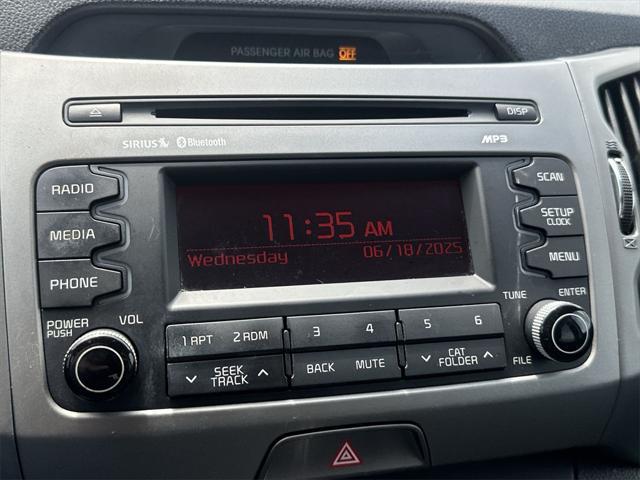 PASSENGER AIR BAG OFF
DISP
SIRIUS Bluetooth
MP3
RADIO
SCAN
MEDIA
11:35 AM
SETUP
CLOCK
Wednesday 06/18/2025
PHONE
MENU
POWER
PUSH
VOL
TUNE
ENTER
1 RPT 2 RDM 3 4 5 6
SEEK
TRACK
BACK MUTE
CAT
FOLDER
FILE